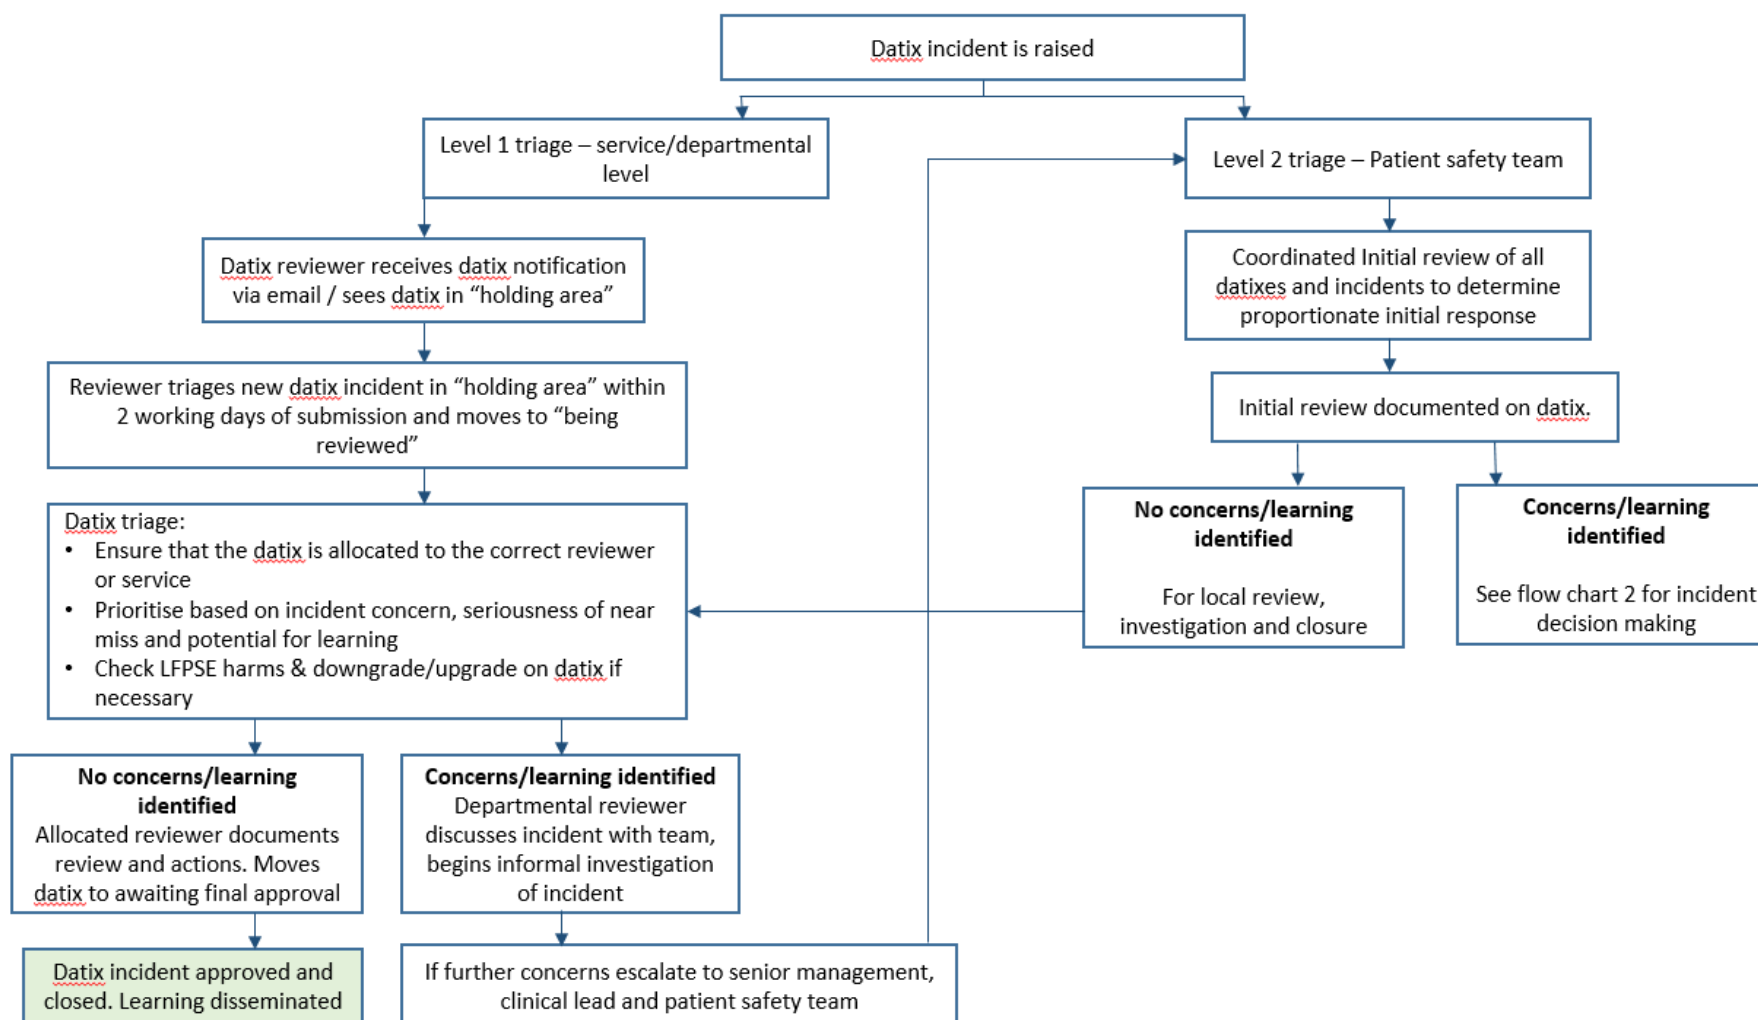 Datix incident is raised
Level 1 triage – service/departmental
level
Level 2 triage – Patient safety team
Datix reviewer receives datix notification
via email / sees datix in “holding area”
Coordinated Initial review of all
datixes and incidents to determine
proportionate initial response
Reviewer triages new datix incident in “holding area” within
2 working days of submission and moves to “being
reviewed”
Initial review documented on datix.
Datix triage:
• Ensure that the datix is allocated to the correct reviewer
or service
• Prioritise based on incident concern, seriousness of near
miss and potential for learning
• Check LFPSE harms & downgrade/upgrade on datix if
necessary
No concerns/learning
identified
For local review,
investigation and closure
Concerns/learning
identified
See flow chart 2 for incident
decision making
No concerns/learning
identified
Allocated reviewer documents
review and actions. Moves
datix to awaiting final approval
Concerns/learning identified
Departmental reviewer
discusses incident with team,
begins informal investigation
of incident
Datix incident approved and
closed. Learning disseminated
If further concerns escalate to senior management,
clinical lead and patient safety team